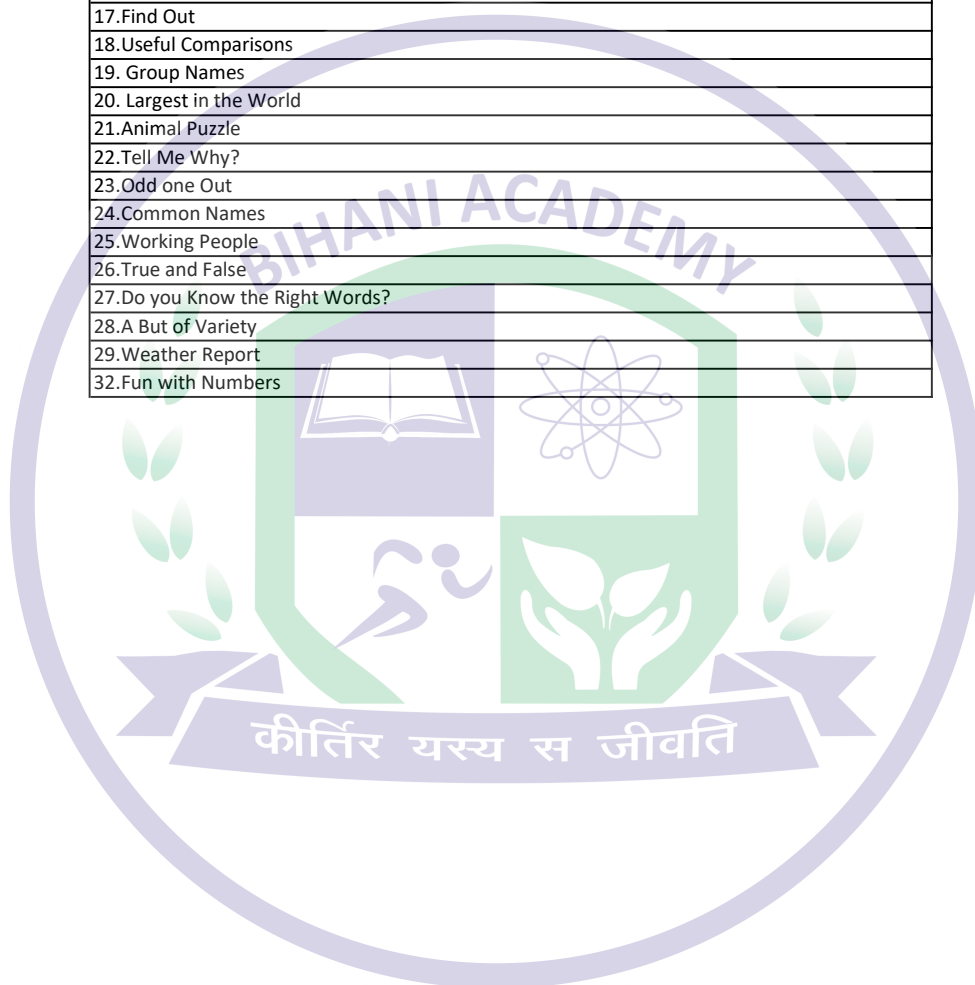 17.Find Out
18.Useful Comparisons
19. Group Names
20. Largest in the World
21.Animal Puzzle
22.Tell Me Why?
23.Odd one Out
24.Common Names
25.Working People
26.True and False
27.Do you Know the Right Words?
28.A But of Variety
29.Weather Report
32.Fun with Numbers
BIHANI ACADEMY
कीर्तिर यस्य स जीवति